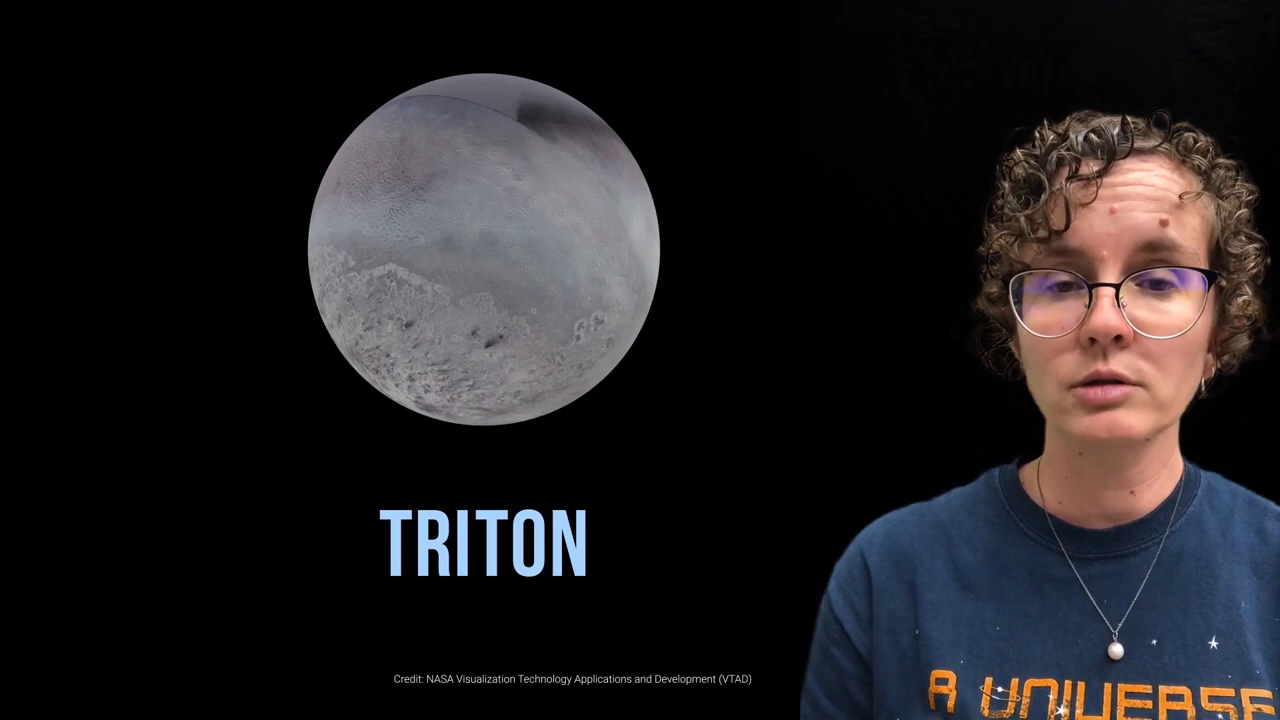 TRITON
Credit: NASA Visualization Technology Applications and Development (VTAD)
A UNIVERSE